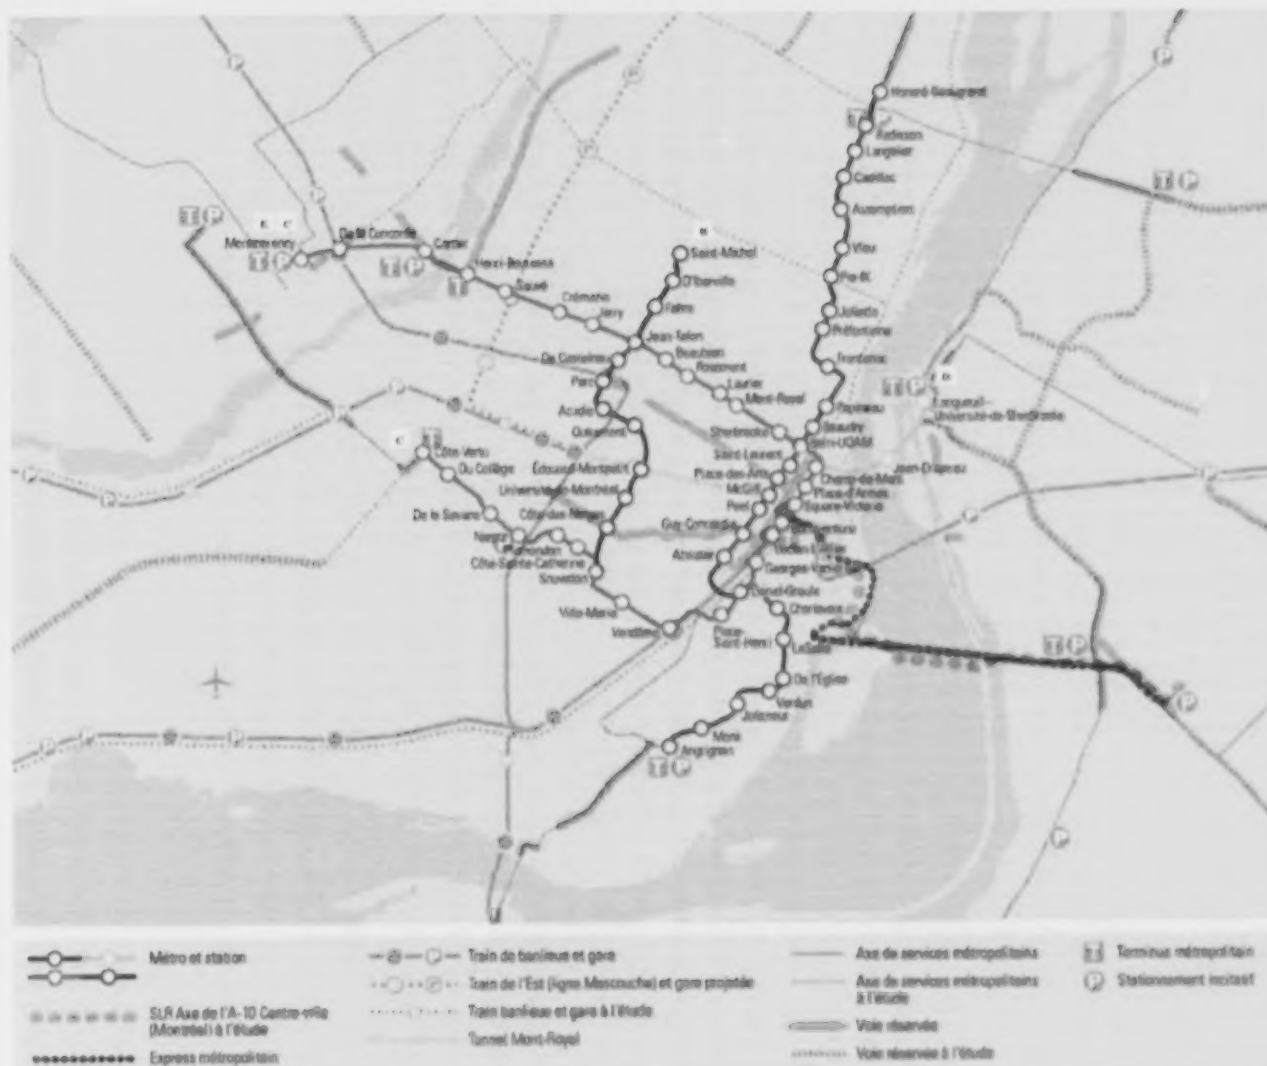 Honoré-Beaugrand
Radisson
Langelier
Cadillac
Assomption
Viau
Pie-IX
Joliette
Préfontaine
Frontenac
Papineau
Beaudry
Berri-UQAM
Montmorency
De la Concorde
Cartier
Henri-Bourassa
Sauvé
Crémazie
Jarry
Jean-Talon
Beaubien
Rosemont
Laurier
Mont-Royal
Sherbrooke
Saint-Michel
D'Iberville
Fabre
De Castelnau
Parc
Acadie
Outremont
Édouard-Montpetit
Université-de-Montréal
Côte-des-Neiges
Côte-Vertu
Du Collège
De la Savane
Namur
Plamondon
Côte-Sainte-Catherine
Snowdon
Villa-Maria
Vendôme
Place-
Saint-Henri
Saint-Laurent
Place-des-Arts
McGill
Peel
Guy-Concordia
Atwater
Longueuil–
Université-de-Sherbrooke
Jean-Drapeau
Champ-de-Mars
Place-d'Armes
Square-Victoria
Bonaventure
Lucien-L'Allier
Georges-Vanier
Lionel-Groulx
Charlevoix
LaSalle
De l'Église
Verdun
Jolicoeur
Monk
Angrignon
Métro et station
SLR Axe de l'A-10 Centre-ville
(Montréal) à l'étude
Express métropolitain
Train de banlieue et gare
Train de l'Est (ligne Mascouche) et gare projetée
Train banlieue et gare à l'étude
Tunnel Mont-Royal
Axe de services métropolitains
Axe de services métropolitains
à l'étude
Voie réservée
Voie réservée à l'étude
T Terminus métropolitain
P Stationnement incitatif